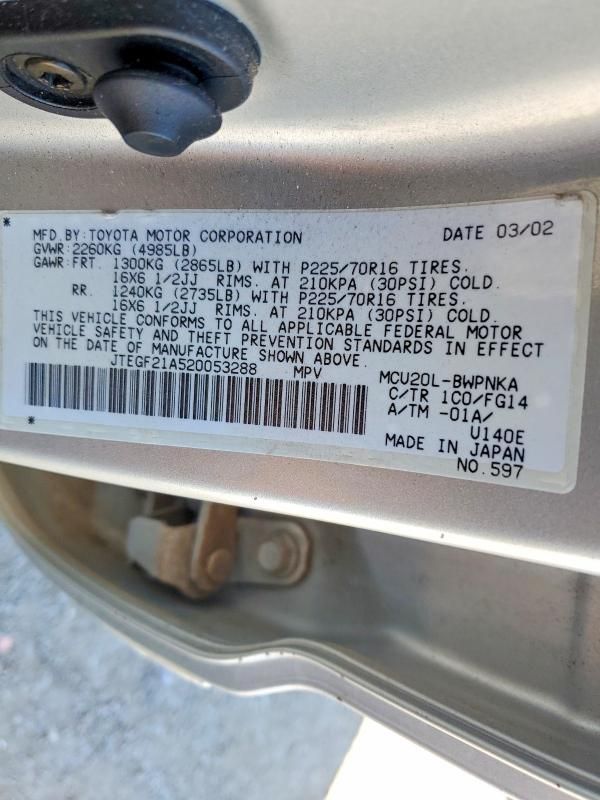 MFD.BY:TOYOTA MOTOR CORPORATION DATE 03/02
GVWR:2260KG (4985LB)
GAWR:FRT. 1300KG (2865LB) WITH P225/70R16 TIRES.
16X6 1/2JJ RIMS. AT 210KPA (30PSI) COLD.
RR. 1240KG (2735LB) WITH P225/70R16 TIRES.
16X6 1/2JJ RIMS. AT 210KPA (30PSI) COLD.
THIS VEHICLE CONFORMS TO ALL APPLICABLE FEDERAL MOTOR
VEHICLE SAFETY AND THEFT PREVENTION STANDARDS IN EFFECT
ON THE DATE OF MANUFACTURE SHOWN ABOVE.
JTEGF21A520053288 MPV
MCU20L-BWPNKA
C/TR 1C0/FG14
A/TM -01A/
U140E
MADE IN JAPAN
NO.597